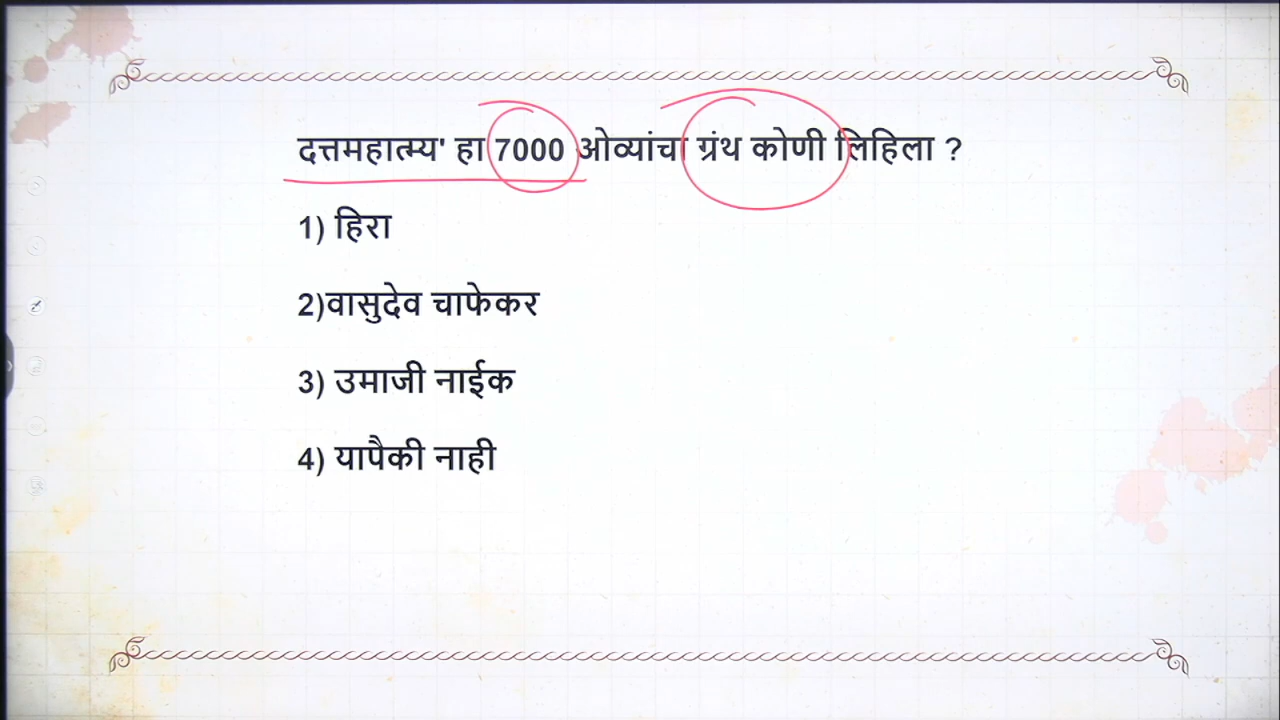 दत्तमहात्म्य' हा 7000 ओव्यांचा ग्रंथ कोणी लिहिला ?
1) हिरा
2)वासुदेव चाफेकर
3) उमाजी नाईक
4) यापैकी नाही